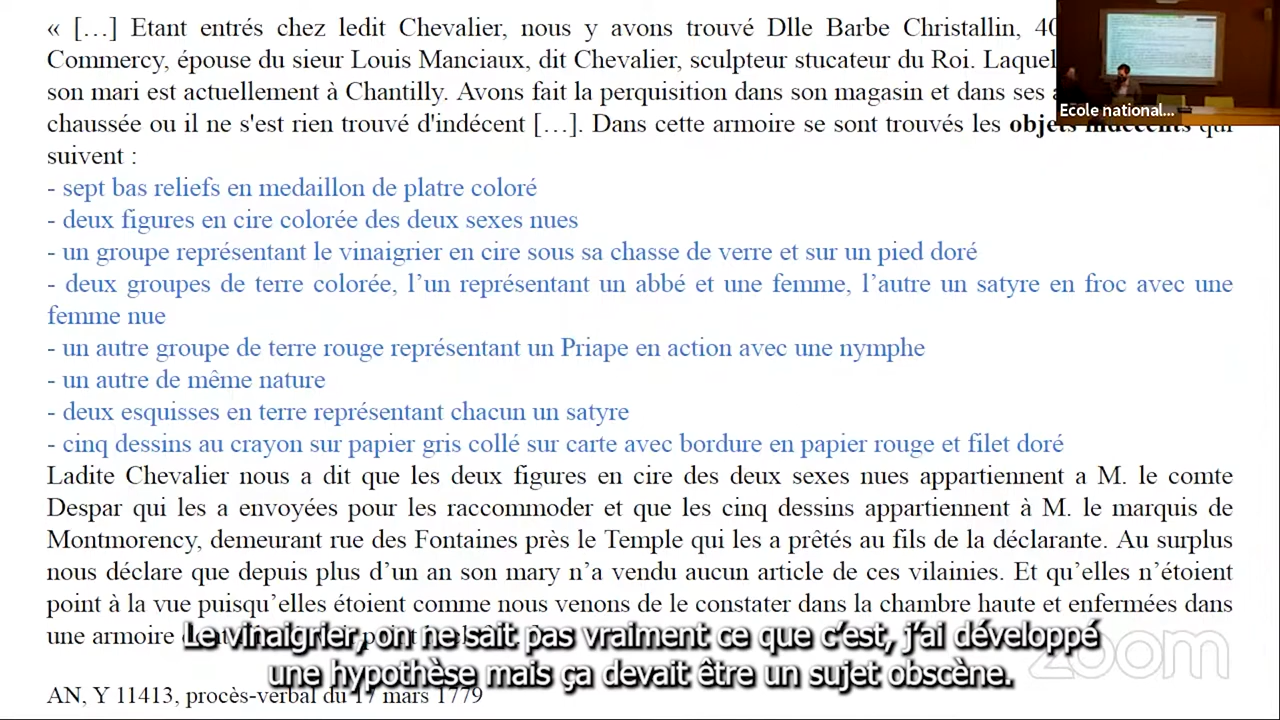 « […] Etant entrés chez ledit Chevalier, nous y avons trouvé Dlle Barbe Christallin, 40
Commercy, épouse du sieur Louis Manciaux, dit Chevalier, sculpteur stucateur du Roi.
son mari est actuellement à Chantilly. Avons fait la perquisition dans son magasin et dans ses
chaussée ou il ne s'est rien trouvé d'indécent […]. Dans cette armoire se sont trouvés les objets indécents qui
suivent :
- sept bas reliefs en medaillon de platre coloré
- deux figures en cire colorée des deux sexes nues
- un groupe représentant le vinaigrier en cire sous sa chasse de verre et sur un pied doré
- deux groupes de terre colorée, l’un représentant un abbé et une femme, l’autre un satyre en froc avec une
femme nue
- un autre groupe de terre rouge représentant un Priape en action avec une nymphe
- un autre de même nature
- deux esquisses en terre représentant chacun un satyre
- cinq dessins au crayon sur papier gris collé sur carte avec bordure en papier rouge et filet doré
Ladite Chevalier nous a dit que les deux figures en cire des deux sexes nues appartiennent a M. le comte
Despar qui les a envoyées pour les raccommoder et que les cinq dessins appartiennent à M. le marquis de
Montmorency, demeurant rue des Fontaines près le Temple qui les a prêtés au fils de la déclarante. Au surplus
nous déclare que depuis plus d’un an son mary n’a vendu aucun article de ces vilainies. Et qu’elles n’étoient
point à la vue puisqu’elles étoient comme nous venons de le constater dans la chambre haute et enfermées dans
une armoire
AN, Y 11413, procès-verbal du 17 mars 1779
Ecole national...
Le vinaigrier, on ne sait pas vraiment ce que c’est, j’ai développé
une hypothèse mais ça devait être un sujet obscène.
zoom